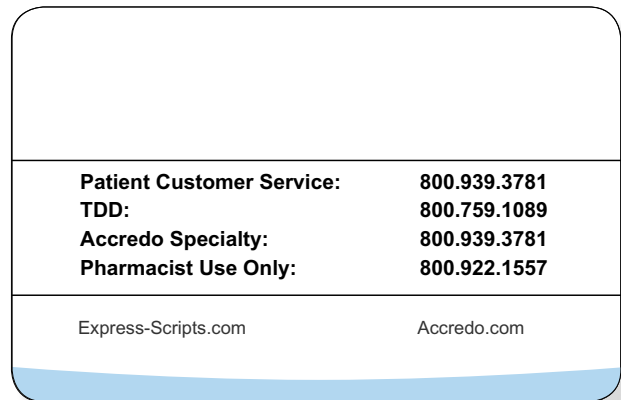 Patient Customer Service: 800.939.3781
TDD: 800.759.1089
Accredo Specialty: 800.939.3781
Pharmacist Use Only: 800.922.1557
Express-Scripts.com Accredo.com